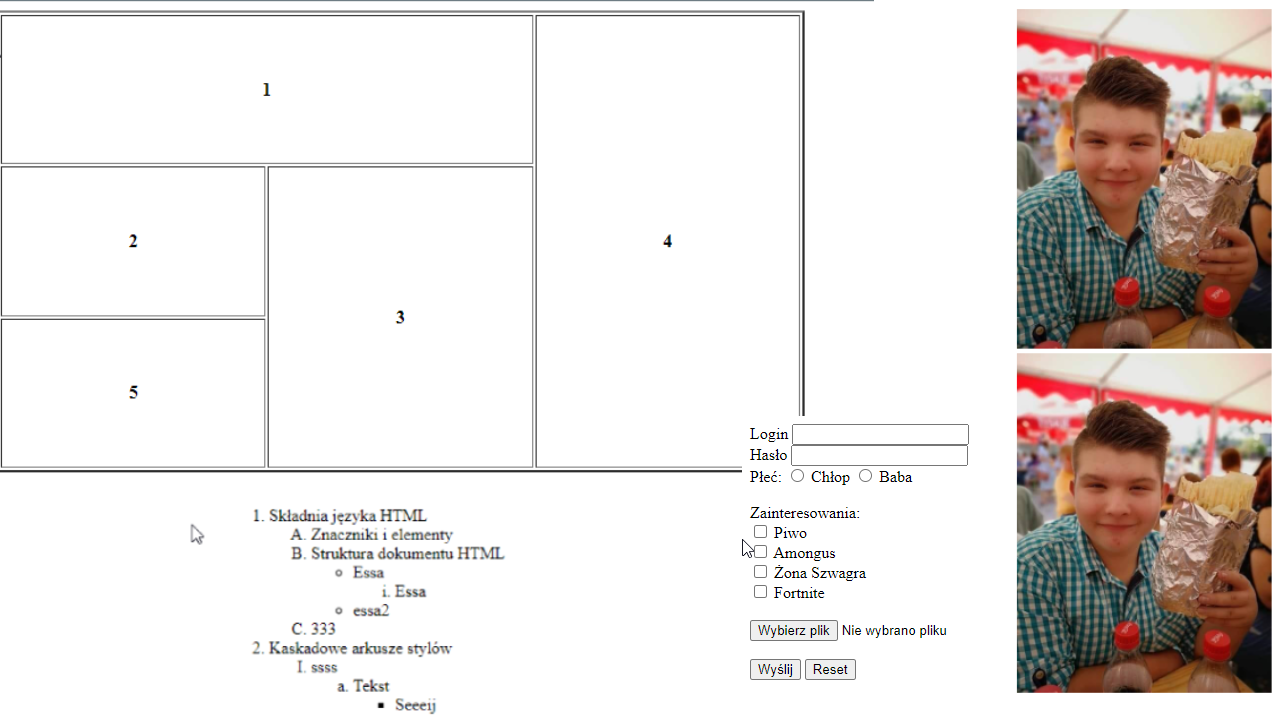 1
2
3
4
5
Login
Hasło
Płeć: Chłop Baba
Zainteresowania:
Piwo
Amongus
Żona Szwagra
Fortnite
Wybierz plik Nie wybrano pliku
Wyślij Reset
1. Składnia języka HTML
A. Znaczniki i elementy
B. Struktura dokumentu HTML
Essa
i. Essa
essa2
C. 333
2. Kaskadowe arkusze stylów
I. ssss
a. Tekst
Seeeij